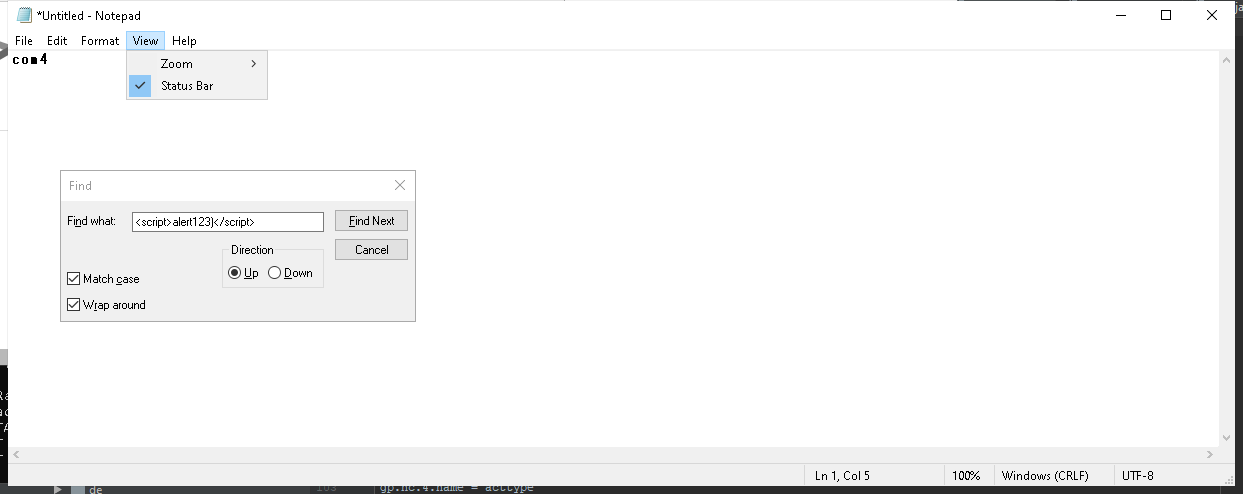 *Untitled - Notepad
File Edit Format View Help
com4
Zoom
Status Bar
Find
Find what: <script>alert123)</script> Find Next
Cancel
Direction
Up Down
Match case
Wrap around
Ln 1, Col 5 100% Windows (CRLF) UTF-8
de
gp.nc.4.name = acctype